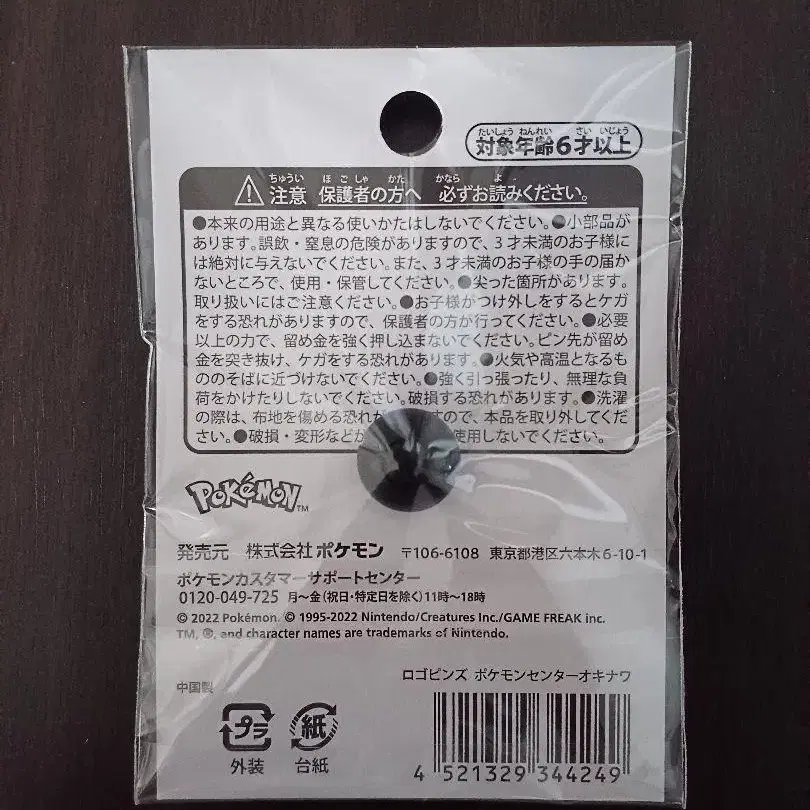 たいしょう ねんれい さい いじょう
対象年齢6才以上
ちゅうい ほごしゃ かた かなら よ
注意 保護者の方へ 必ずお読みください。
●本来の用途と異なる使いかたはしないでください。●小部品が
あります。誤飲・窒息の危険がありますので、3才未満のお子様に
は絶対に与えないでください。また、3才未満のお子様の手の届か
ないところで、使用・保管してください。●尖った箇所があります。
取り扱いにはご注意ください。●お子様がつけ外しをするとケガ
をする恐れがありますので、保護者の方が行ってください。●必要
以上の力で、留め金を強く押し込まないでください。ピン先が留め
金を突き抜け、ケガをする恐れがあります。●火気や高温となるも
ののそばに近づけないでください。●強く引っ張ったり、無理な負
荷をかけたりしないでください。破損する恐れがあります。●洗濯
の際は、布地を傷める恐れが すので、本品を取り外してくだ
さい。●破損・変形などが 使用しないでください。
POKÉMON TM
発売元 株式会社ポケモン 〒106-6108 東京都港区六本木6-10-1
ポケモンカスタマーサポートセンター
0120-049-725 月～金(祝日・特定日を除く)11時～18時
© 2022 Pokémon. © 1995-2022 Nintendo/Creatures Inc./GAME FREAK inc.
TM, ®, and character names are trademarks of Nintendo.
ロゴピンズ ポケモンセンターオキナワ
中国製
プラ 紙
外装 台紙
4 521329 344249